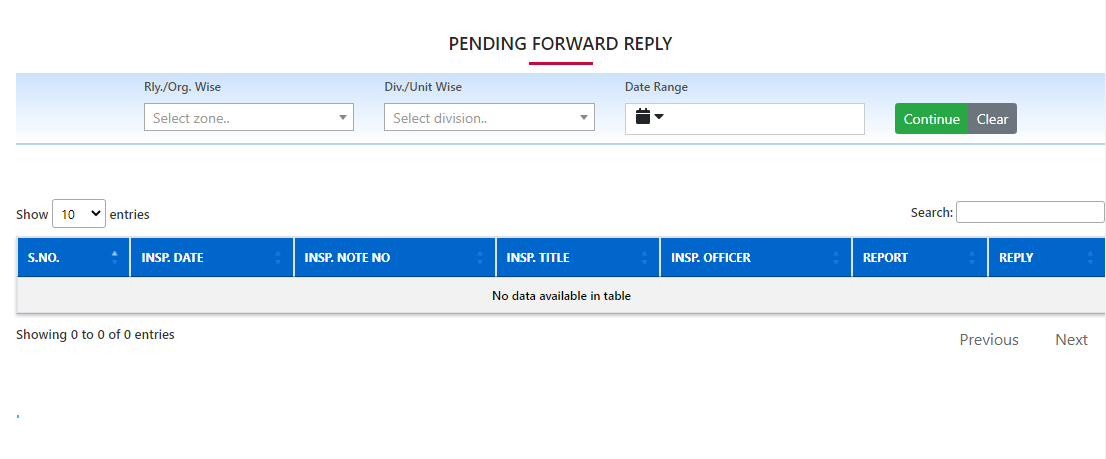 PENDING FORWARD REPLY
Rly./Org. Wise Div./Unit Wise Date Range
Select zone.. Select division.. Continue Clear
Show 10 entries Search:
S.NO. INSP. DATE INSP. NOTE NO INSP. TITLE INSP. OFFICER REPORT REPLY
No data available in table
Showing 0 to 0 of 0 entries Previous Next